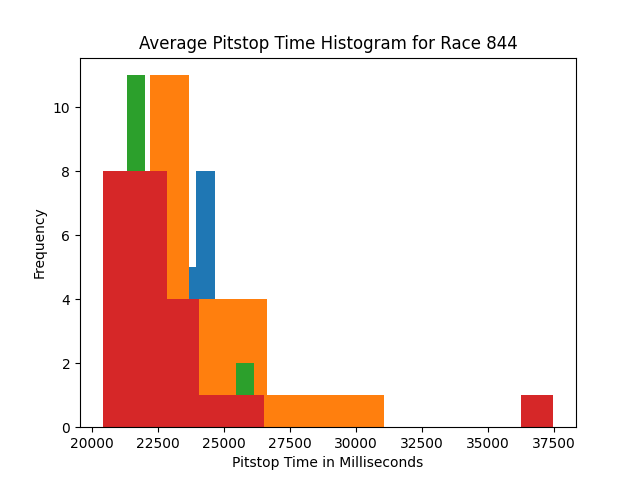 Average Pitstop Time Histogram for Race 844
10
8
6
4
2
0
Frequency
20000 22500 25000 27500 30000 32500 35000 37500
Pitstop Time in Milliseconds